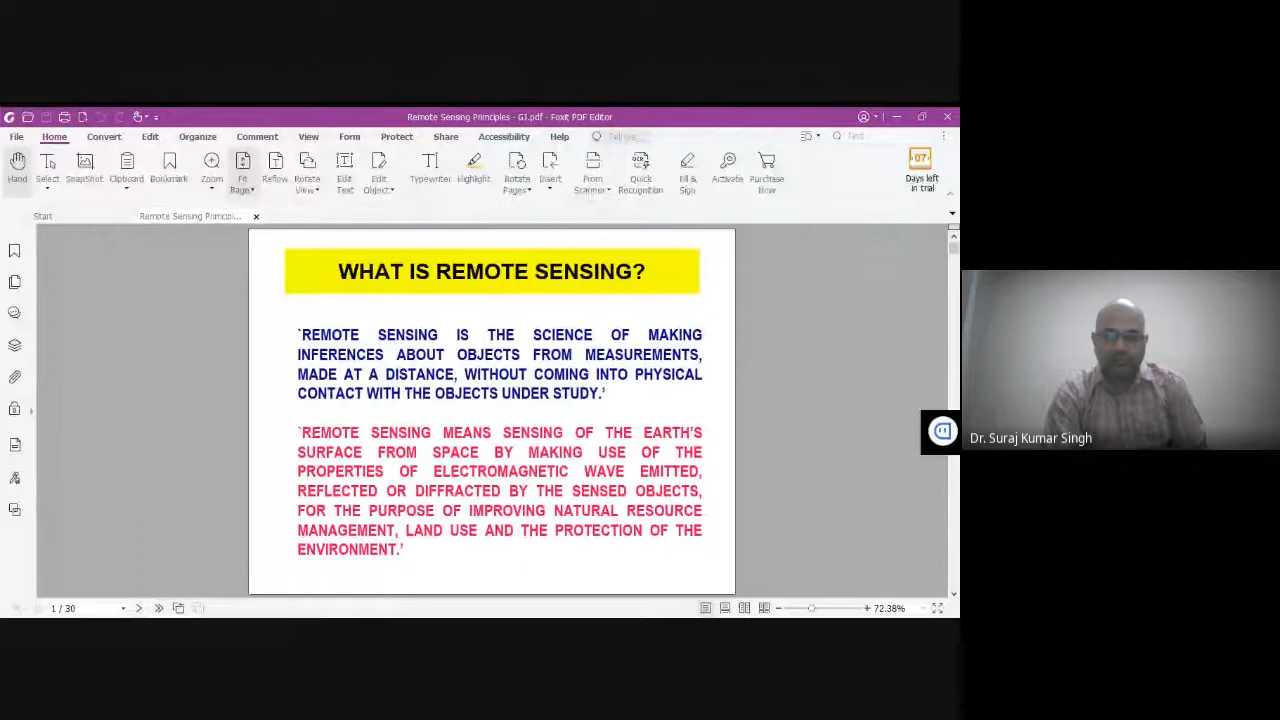 Remote Sensing Principles - GJ.pdf - Foxit PDF Editor
File Home Convert Edit Organize Comment View Form Protect Share Accessibility Help Tell me... Find
Hand Select SnapShot Clipboard Bookmark Zoom Fit Page Reflow Rotate View Edit Text Edit Object Typewriter Highlight Rotate Pages Insert From Scanner Quick Recognition Fill & Sign Activate Purchase Now
OCR
07
Days left in trial
Start Remote Sensing Princi...
WHAT IS REMOTE SENSING?
`REMOTE SENSING IS THE SCIENCE OF MAKING
INFERENCES ABOUT OBJECTS FROM MEASUREMENTS,
MADE AT A DISTANCE, WITHOUT COMING INTO PHYSICAL
CONTACT WITH THE OBJECTS UNDER STUDY.’
`REMOTE SENSING MEANS SENSING OF THE EARTH’S
SURFACE FROM SPACE BY MAKING USE OF THE
PROPERTIES OF ELECTROMAGNETIC WAVE EMITTED,
REFLECTED OR DIFFRACTED BY THE SENSED OBJECTS,
FOR THE PURPOSE OF IMPROVING NATURAL RESOURCE
MANAGEMENT, LAND USE AND THE PROTECTION OF THE
ENVIRONMENT.’
Dr. Suraj Kumar Singh
1 / 30
72.38%